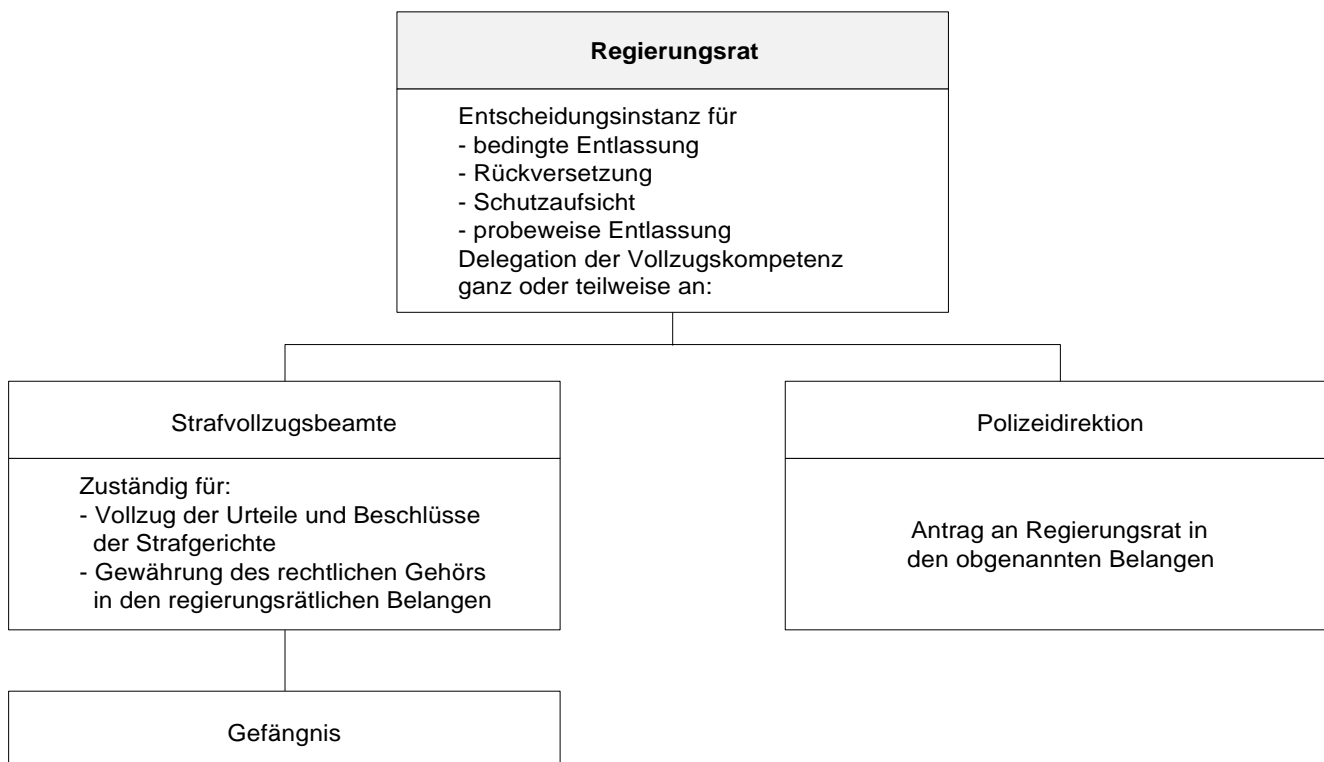 Regierungsrat
Entscheidungsinstanz für
- bedingte Entlassung
- Rückversetzung
- Schutzaufsicht
- probeweise Entlassung
Delegation der Vollzugskompetenz
ganz oder teilweise an:
Strafvollzugsbeamte
Zuständig für:
- Vollzug der Urteile und Beschlüsse
der Strafgerichte
- Gewährung des rechtlichen Gehörs
in den regierungsrätlichen Belangen
Polizeidirektion
Antrag an Regierungsrat in
den obgenannten Belangen
Gefängnis